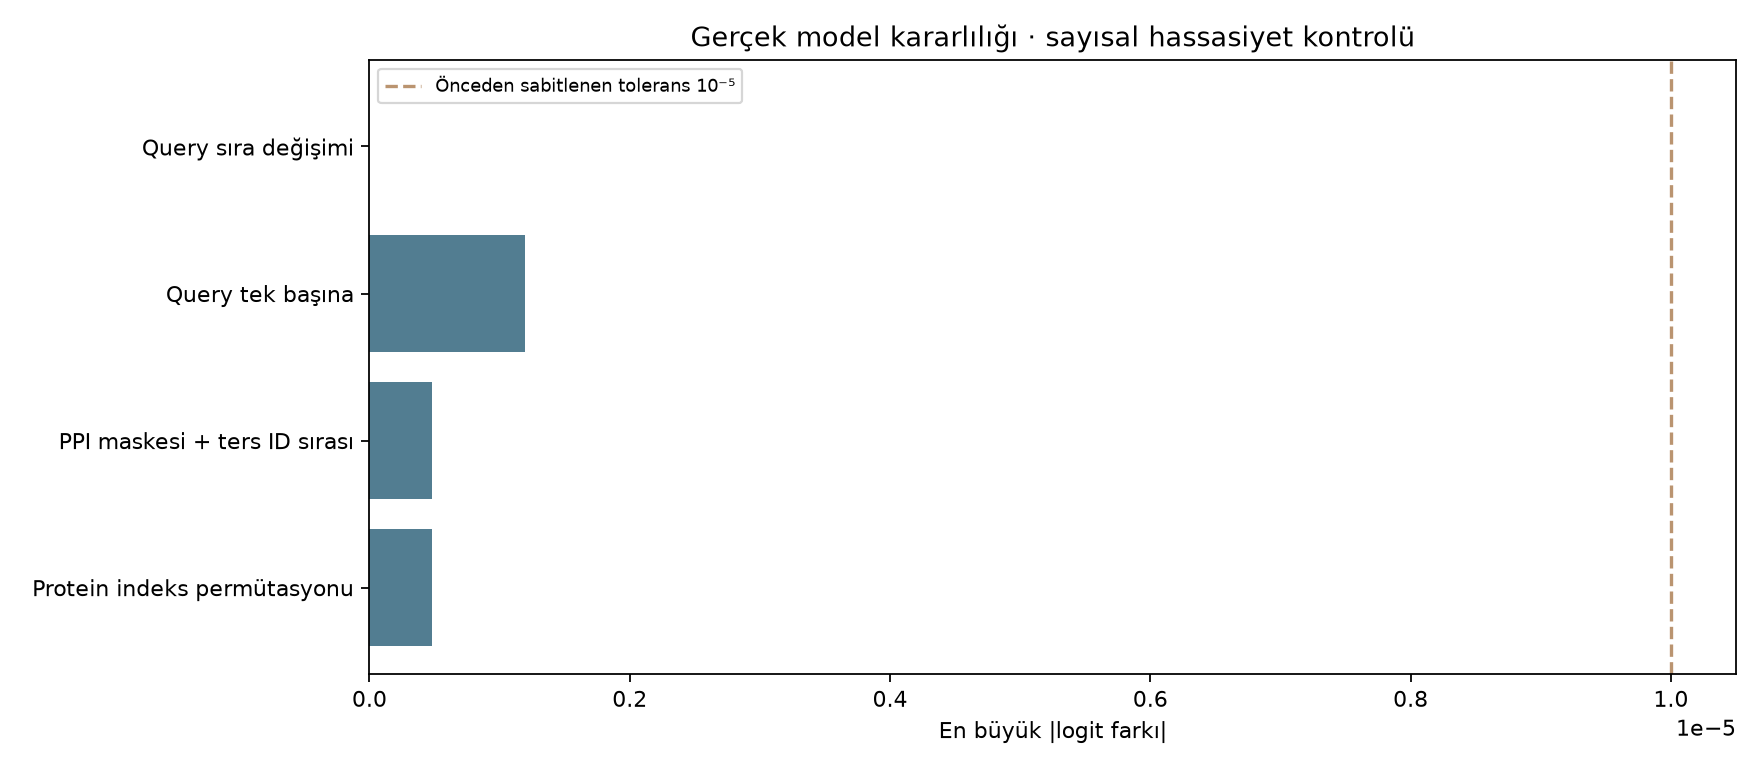 Gerçek model kararlılığı · sayısal hassasiyet kontrolü
Önceden sabitlenen tolerans 10⁻⁵
Query sıra değişimi
Query tek başına
PPI maskesi + ters ID sırası
Protein indeks permütasyonu
0.0 0.2 0.4 0.6 0.8 1.0
1e−5
En büyük |logit farkı|